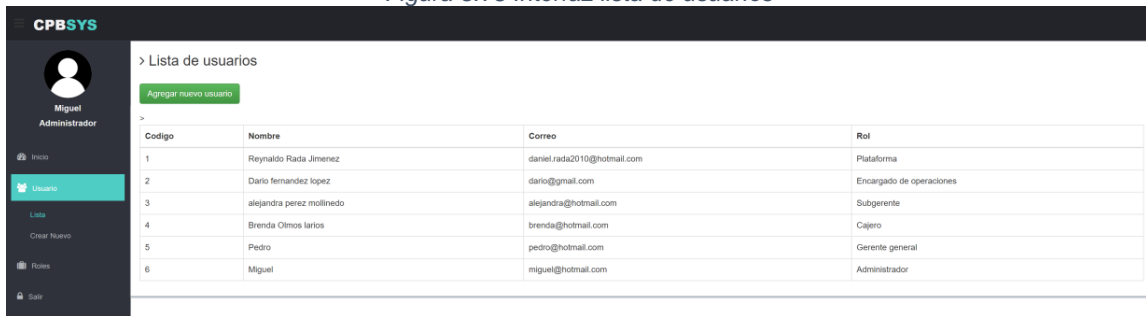 CPBSYS
Miguel
Administrador
Inicio
Usuario
Lista
Crear Nuevo
Roles
Salir
> Lista de usuarios
Agregar nuevo usuario
>
Codigo Nombre Correo Rol
1 Reynaldo Rada Jimenez daniel.rada2010@hotmail.com Plataforma
2 Dario fernandez lopez dario@gmail.com Encargado de operaciones
3 alejandra perez mollinedo alejandra@hotmail.com Subgerente
4 Brenda Olmos larios brenda@hotmail.com Cajero
5 Pedro pedro@hotmail.com Gerente general
6 Miguel miguel@hotmail.com Administrador